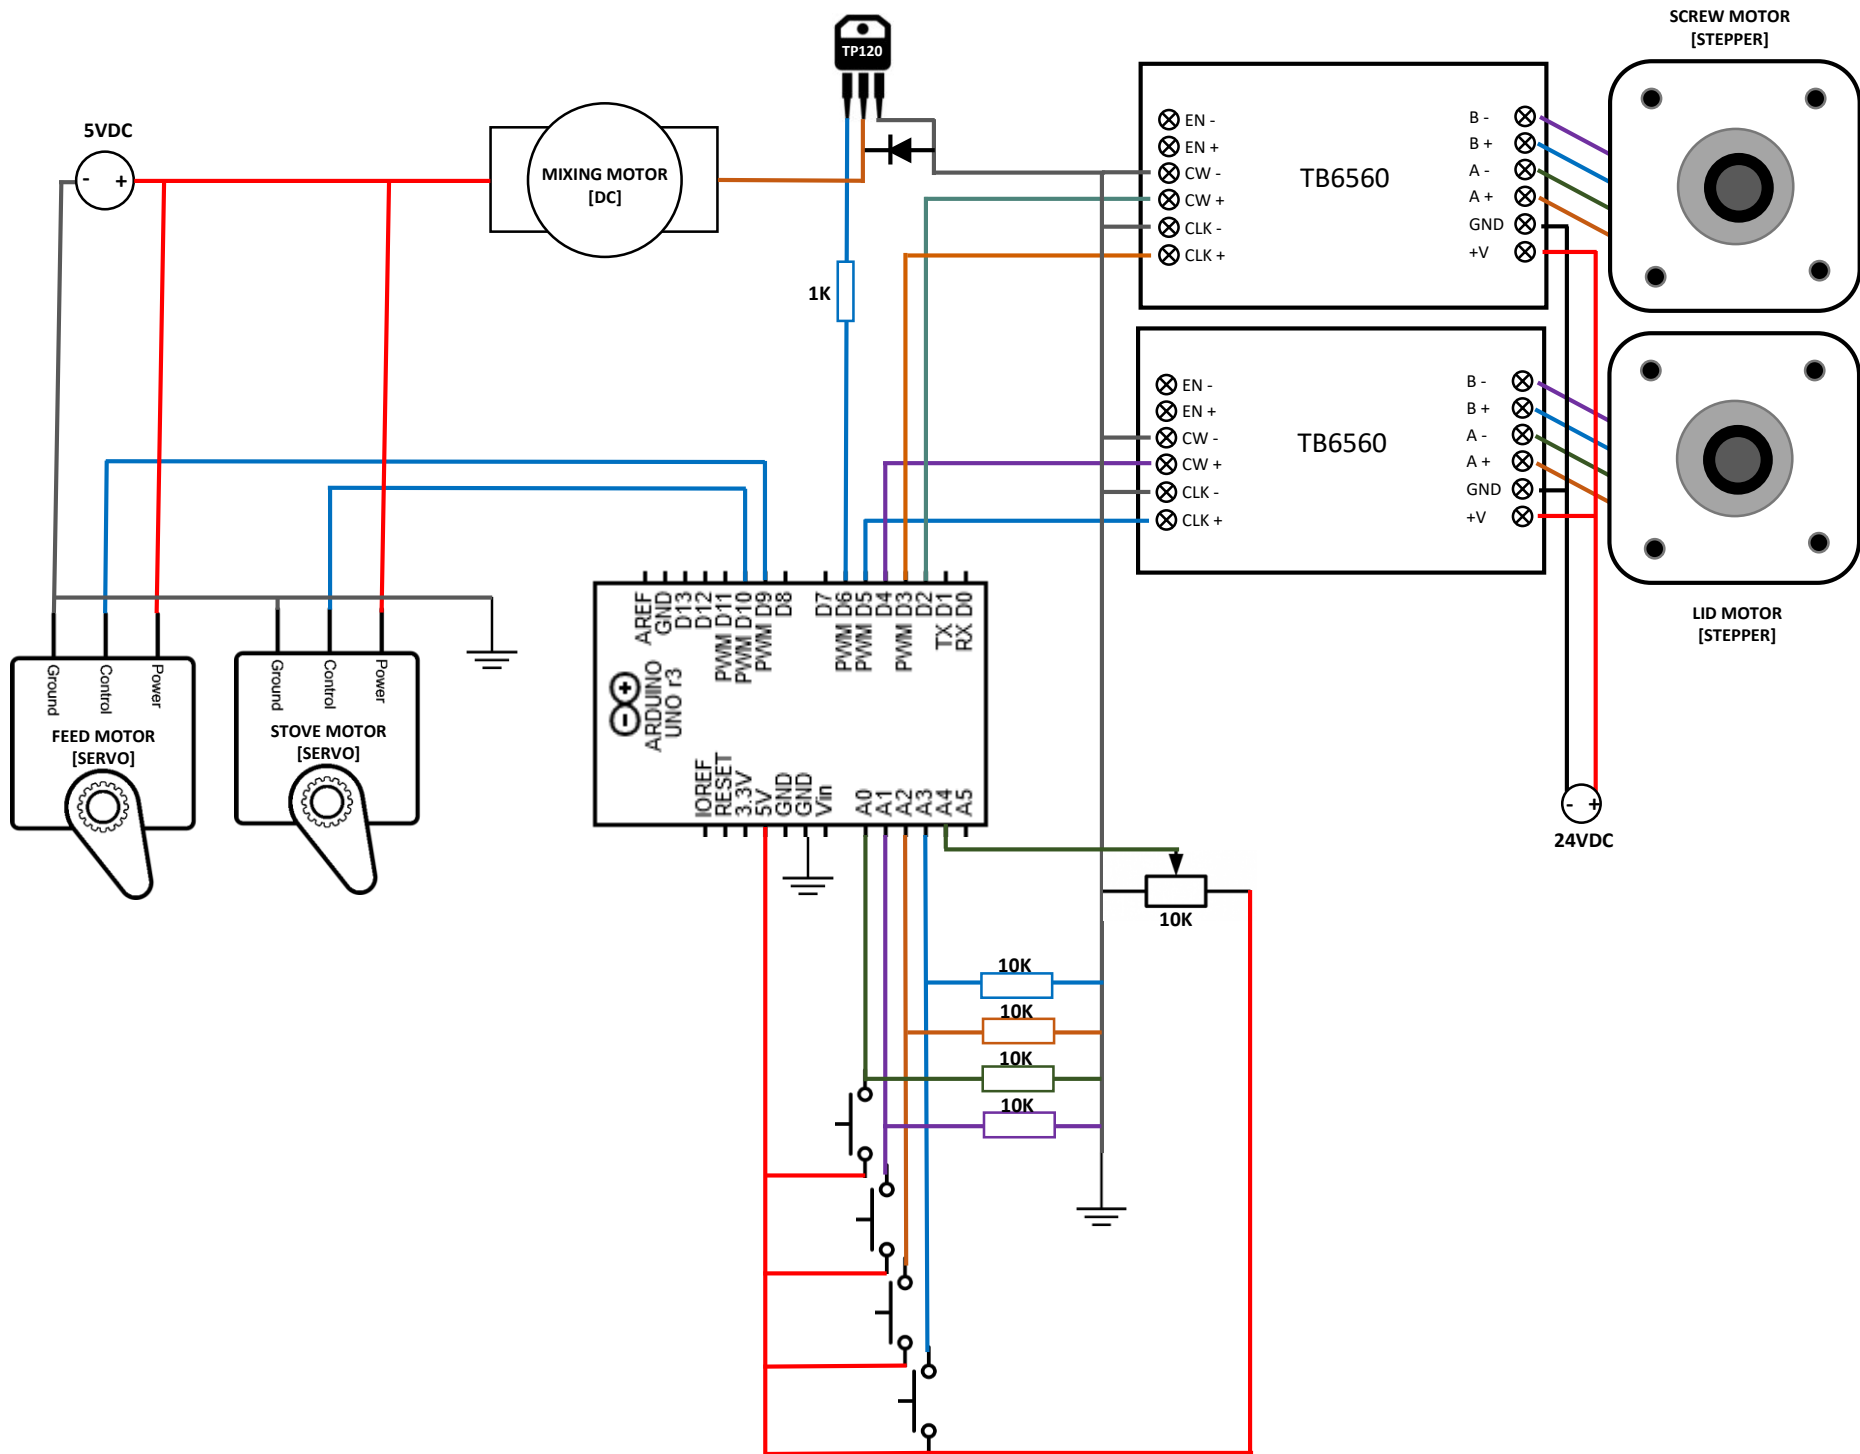 SCREW MOTOR
[STEPPER]
TP120
5VDC
- +
MIXING MOTOR
[DC]
1K
EN -
EN +
CW -
CW +
CLK -
CLK +
TB6560
B -
B +
A -
A +
GND
+V
EN -
EN +
CW -
CW +
CLK -
CLK +
TB6560
B -
B +
A -
A +
GND
+V
LID MOTOR
[STEPPER]
AREF
GND
D13
D12
PWM D11
PWM D10
PWM D9
D8
D7
PWM D6
PWM D5
D4
PWM D3
D2
TX D1
RX D0
ARDUINO
UNO r3
IOREF
RESET
3.3V
5V
GND
GND
Vin
A0
A1
A2
A3
A4
A5
Ground
Control
Power
FEED MOTOR
[SERVO]
Ground
Control
Power
STOVE MOTOR
[SERVO]
- +
24VDC
10K
10K
10K
10K
10K